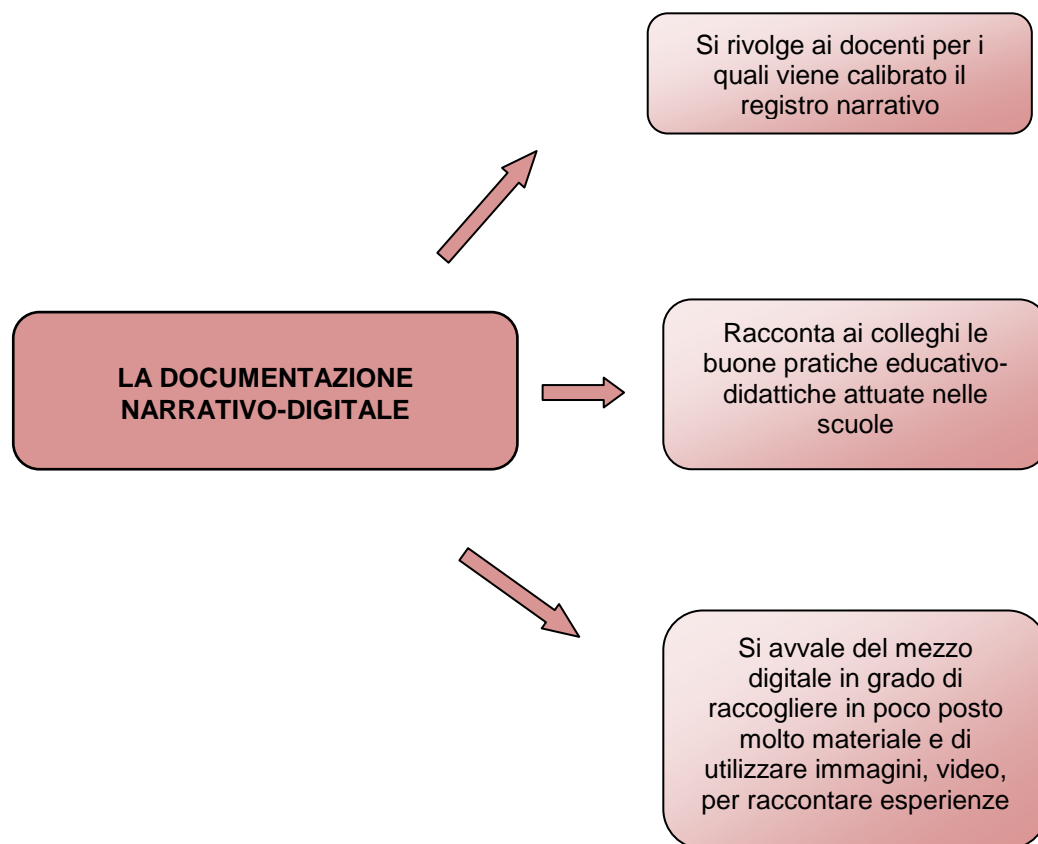 Si rivolge ai docenti per i
quali viene calibrato il
registro narrativo
LA DOCUMENTAZIONE
NARRATIVO-DIGITALE
Racconta ai colleghi le
buone pratiche educativo-
didattiche attuate nelle
scuole
Si avvale del mezzo
digitale in grado di
raccogliere in poco posto
molto materiale e di
utilizzare immagini, video,
per raccontare esperienze